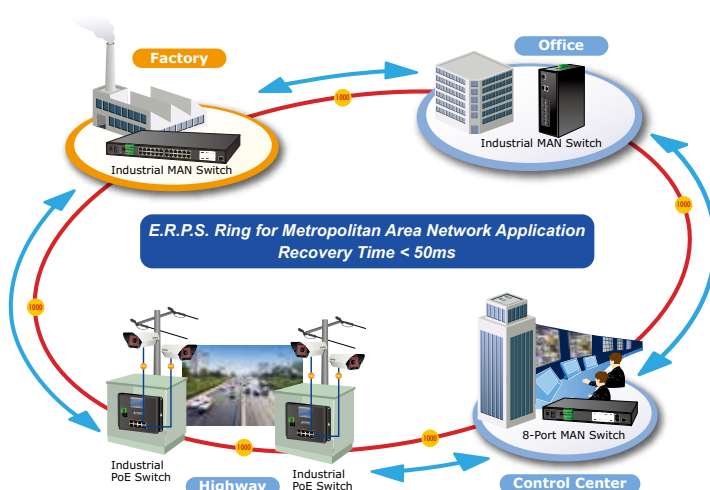 Factory
Office
1000
Industrial MAN Switch
Industrial MAN Switch
1000
E.R.P.S. Ring for Metropolitan Area Network Application
Recovery Time < 50ms
1000
8-Port MAN Switch
1000
1000
Industrial
PoE Switch
Highway
Industrial
PoE Switch
Control Center